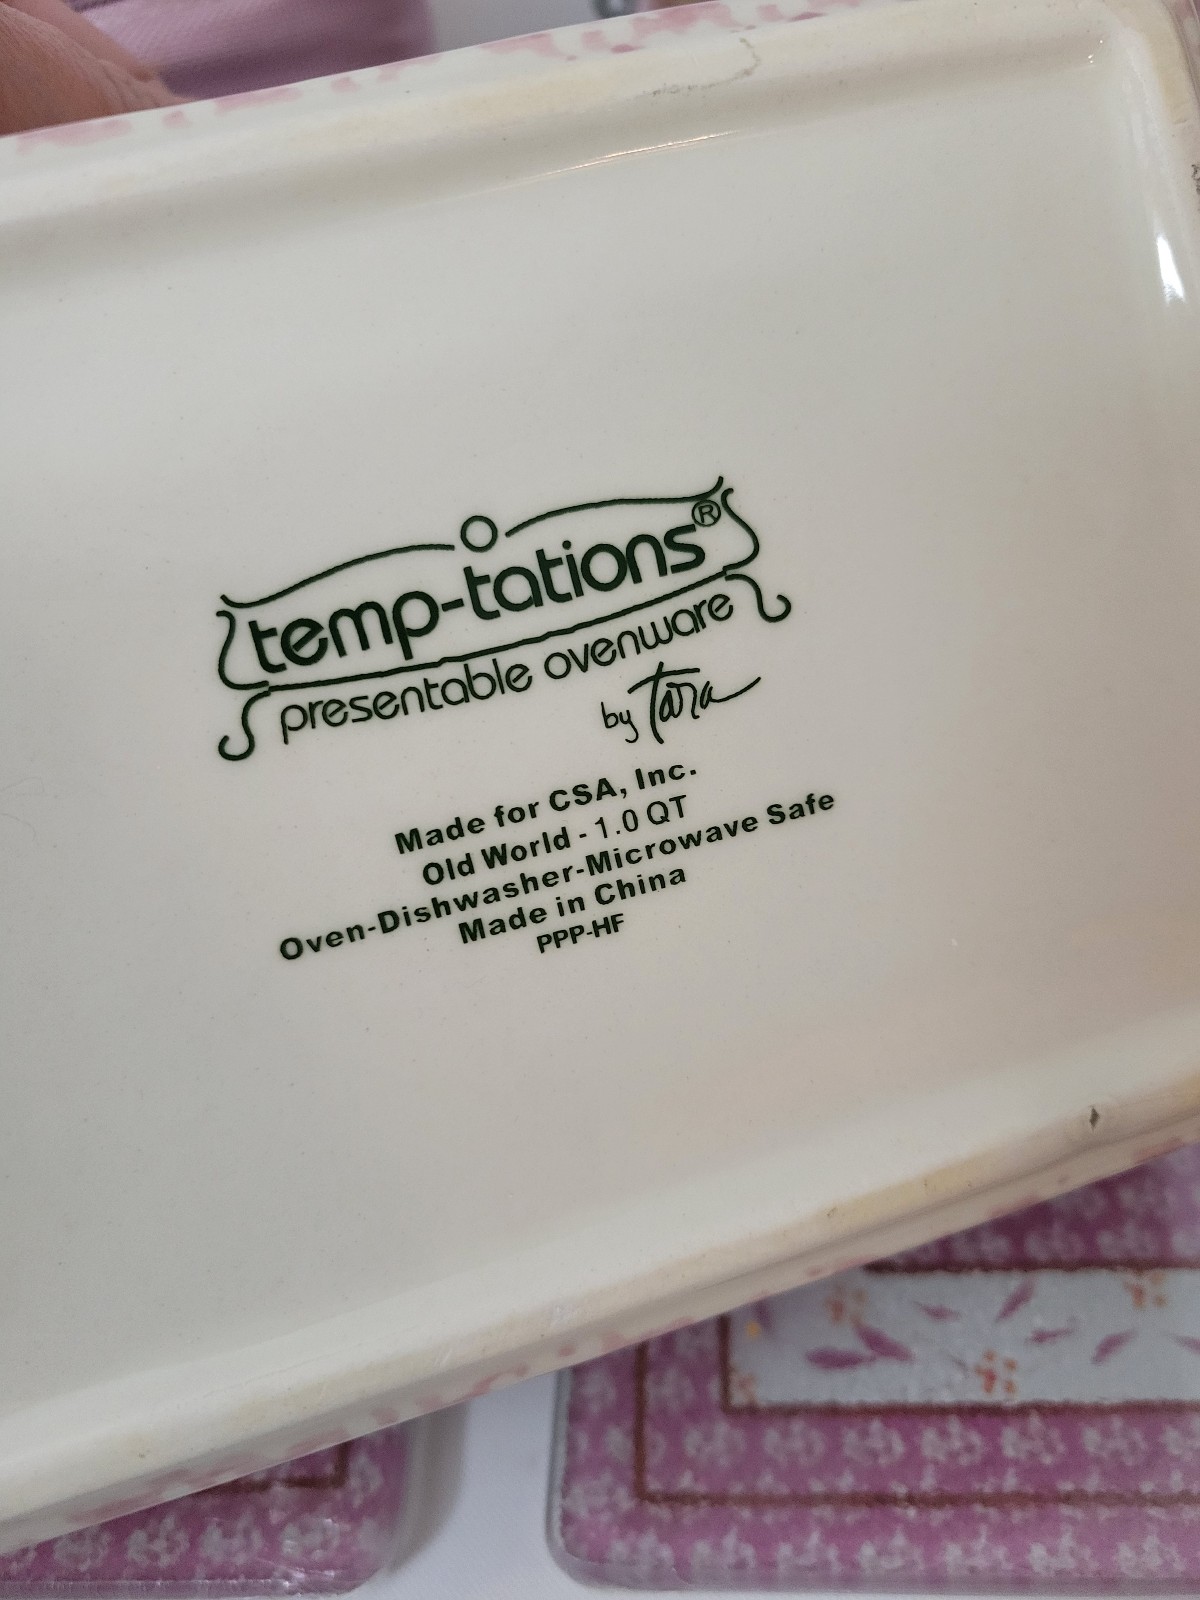 temp-tations®
presentable ovenware
by Tara
Made for CSA, Inc.
Old World - 1.0 QT
Oven-Dishwasher-Microwave Safe
Made in China
PPP-HF